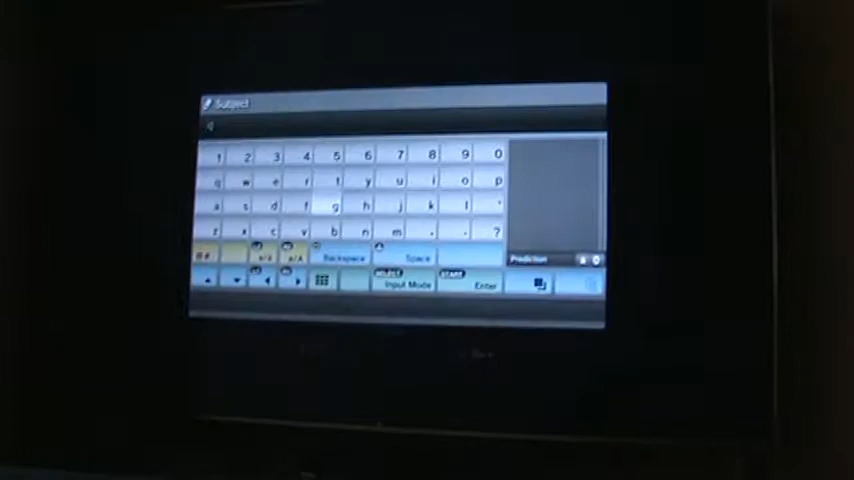 Subject
1 2 3 4 5 6 7 8 9 0
q w e r t y u i o p
a s d f g h j k l '
z x c v b n m , . ?
a/A a/A Backspace Space Prediction
SELECT START
Input Mode Enter